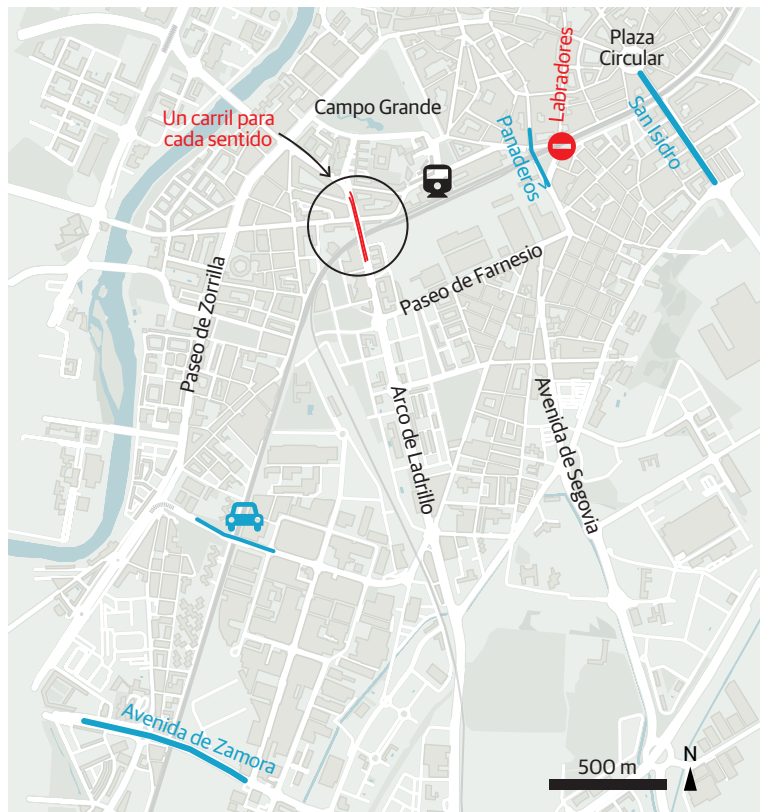 Plaza
Circular
Labradores
San Isidro
Campo Grande
Un carril para
cada sentido
Panaderos
Paseo de Farnesio
Paseo de Zorrilla
Arco de Ladrillo
Avenida de Segovia
Avenida de Zamora
500 m
N